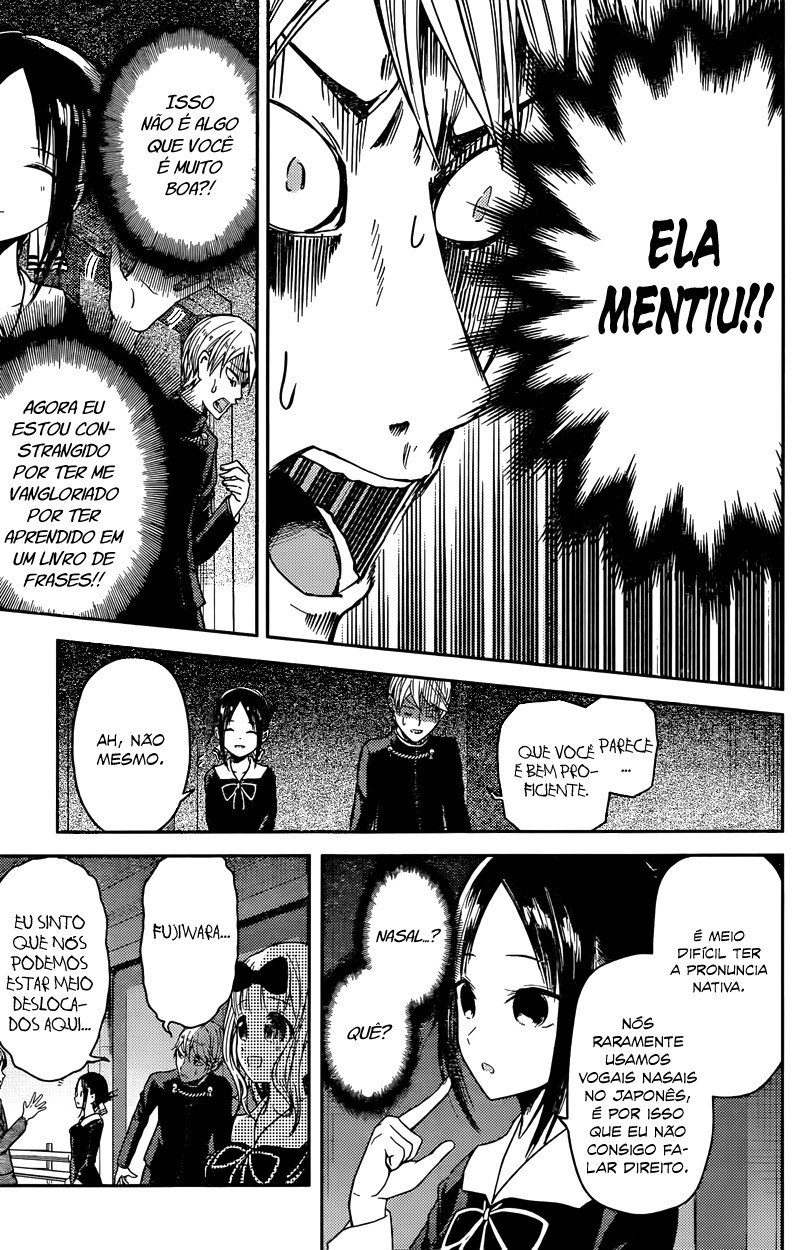 ELA
MENTIU!!
ISSO
NÃO É ALGO
QUE VOCÊ
É MUITO
BOA?!
AGORA EU
ESTOU CON-
STRANGIDO
POR TER ME
VANGLORIADO
POR TER
APRENDIDO EM
UM LIVRO DE
FRASES!!
PARECE
...
QUE VOCÊ
É BEM PRO-
FICIENTE.
AH, NÃO
MESMO.
É MEIO
DIFÍCIL TER
A PRONUNCIA
NATIVA.
NÓS
RARAMENTE
USAMOS
VOGAIS NASAIS
NO JAPONÊS,
É POR ISSO
QUE EU NÃO
CONSIGO FA-
LAR DIREITO.
NASAL...?
QUÊ?
FUJIWARA...
EU SINTO
QUE NÓS
PODEMOS
ESTAR MEIO
DESLOCA-
DOS AQUI...